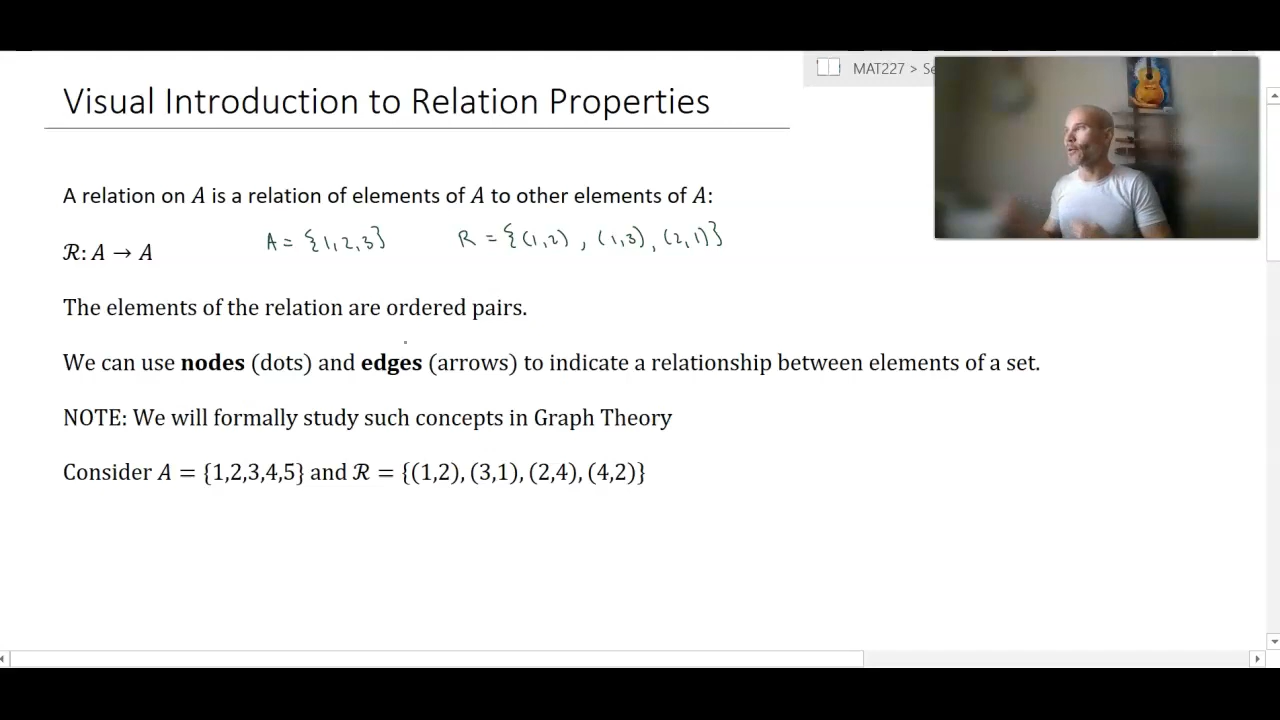 MAT227 > Se
Visual Introduction to Relation Properties
A relation on A is a relation of elements of A to other elements of A:
ℛ: A → A A = {1,2,3} R = {(1,2) , (1,3) , (2,1)}
The elements of the relation are ordered pairs.
We can use nodes (dots) and edges (arrows) to indicate a relationship between elements of a set.
NOTE: We will formally study such concepts in Graph Theory
Consider A = {1,2,3,4,5} and ℛ = {(1,2), (3,1), (2,4), (4,2)}